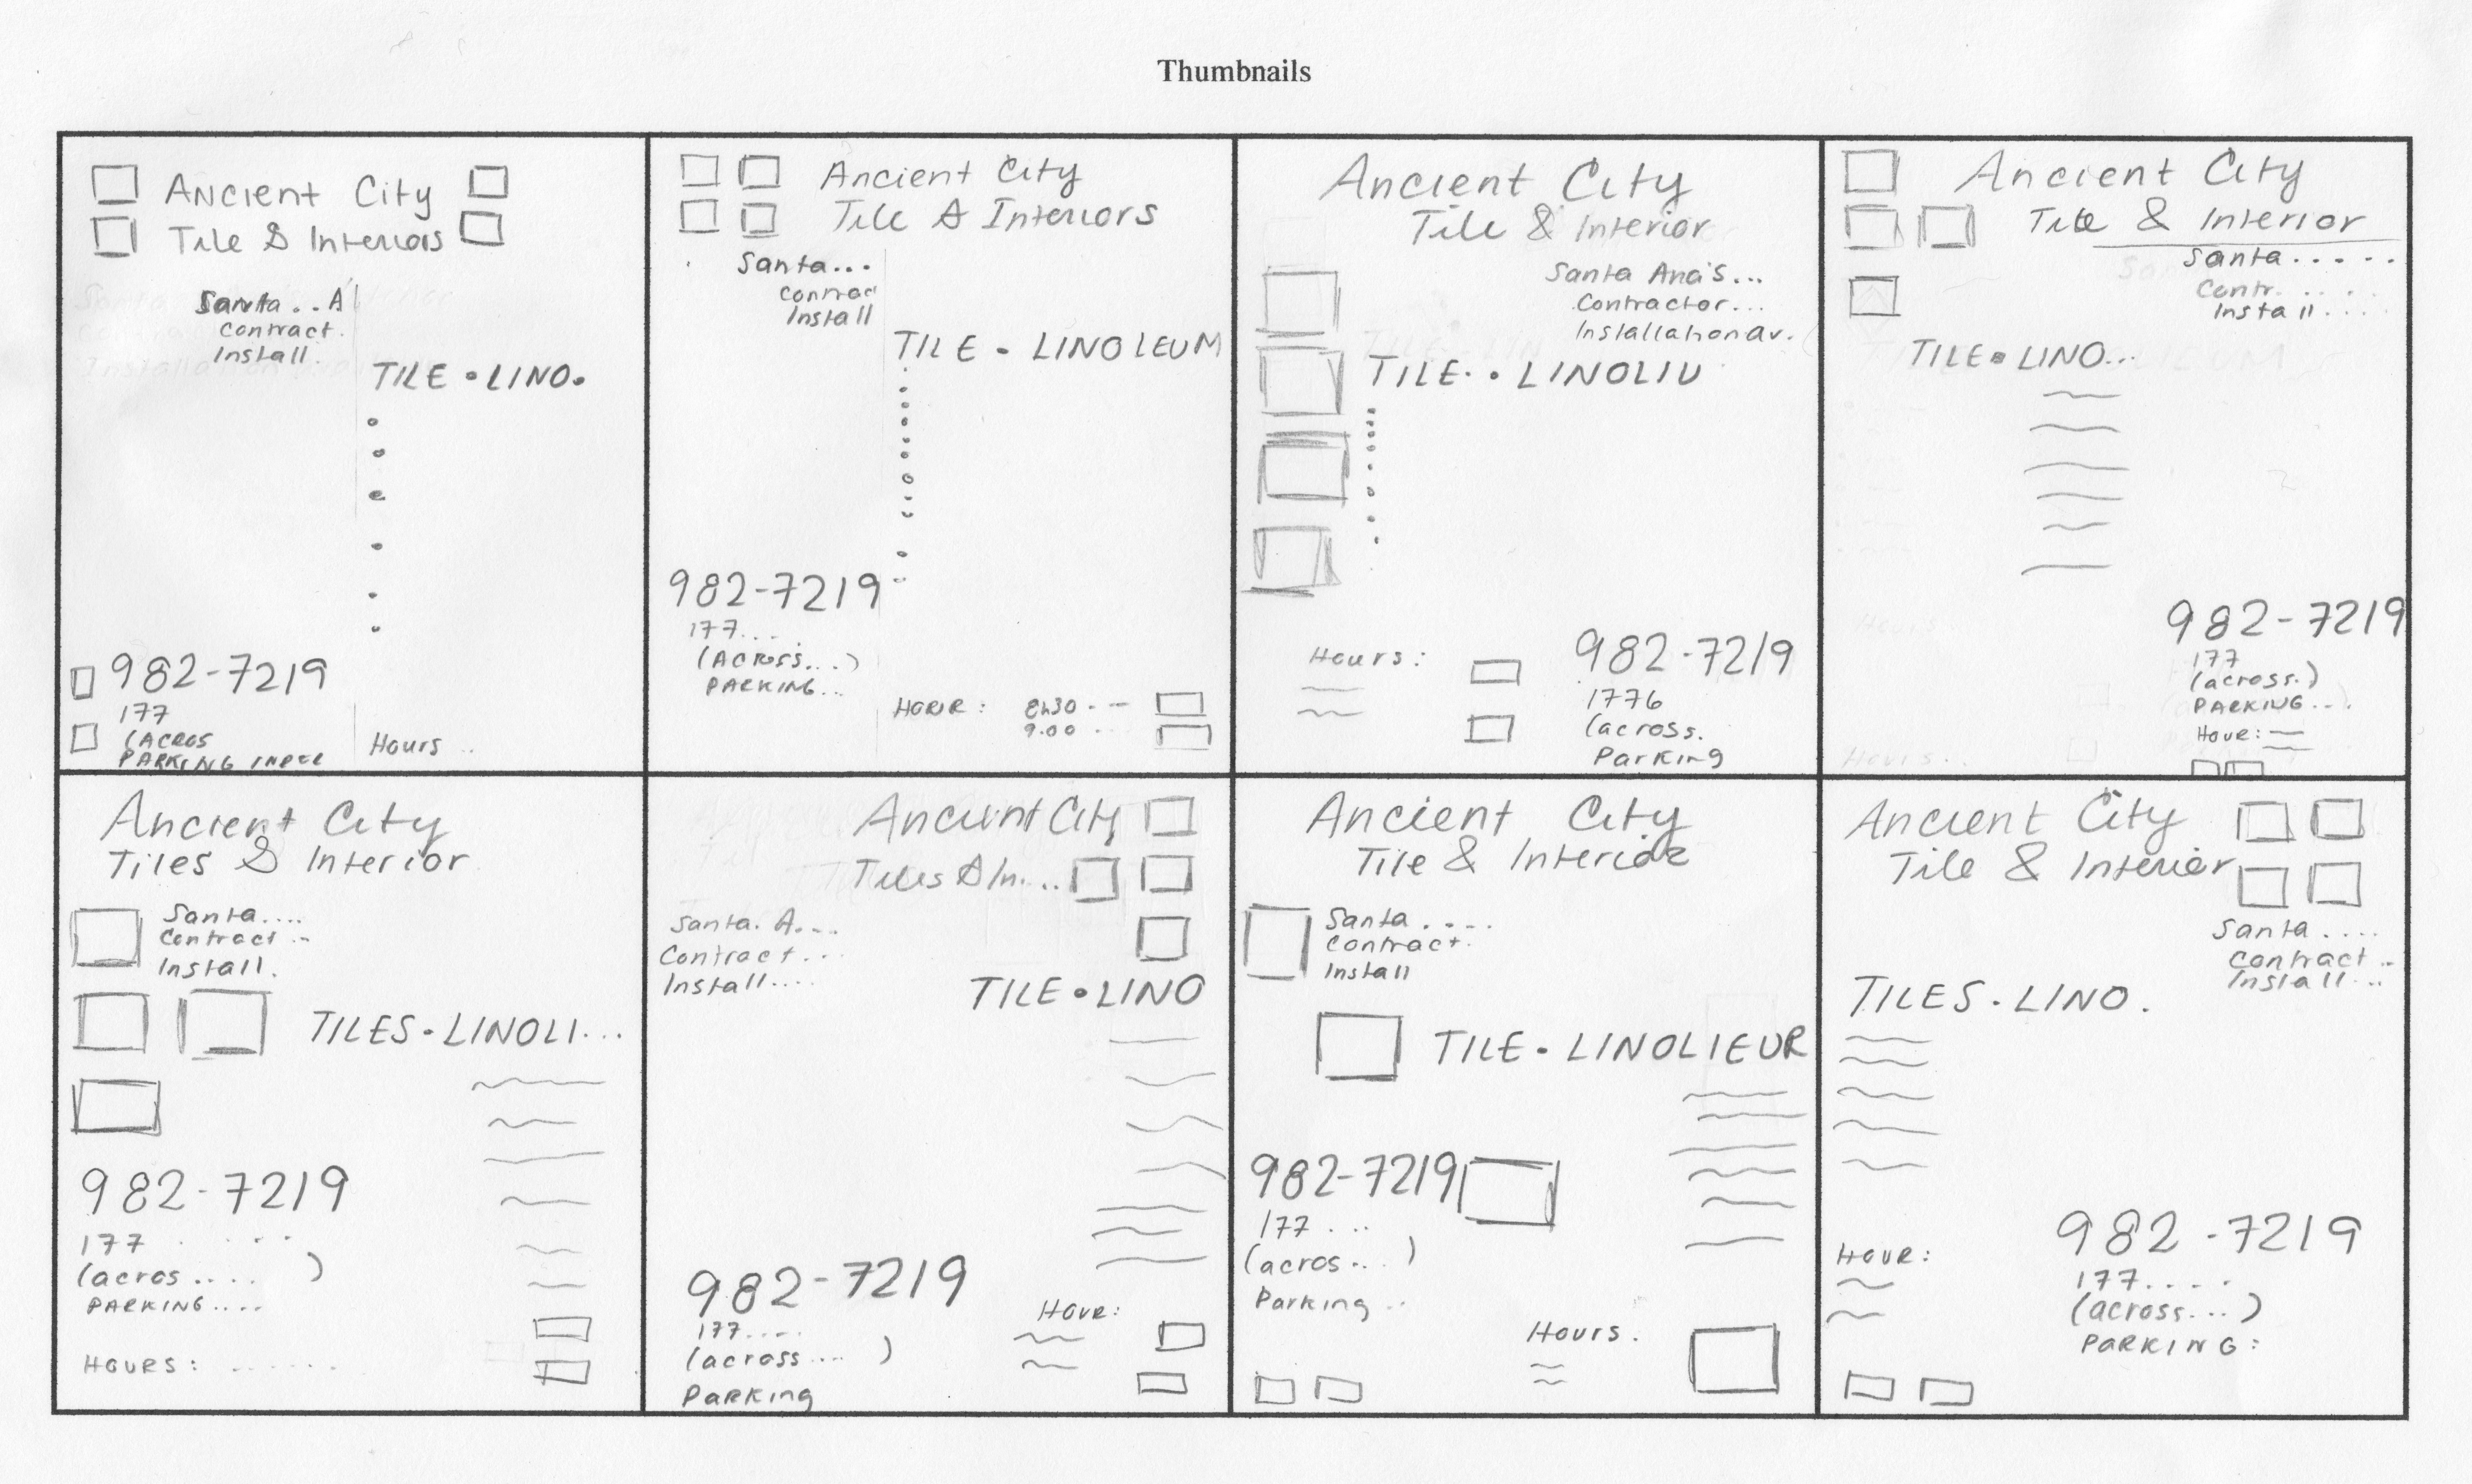 Thumbnails
Ancient City
Tile & Interiors
Santa .. A
Contract.
Install.
TILE • LINO.
982-7219
177
(ACROS
PARKING
Hours ..
Ancient City
Tile & Interiors
Santa...
Contrac
Install
TILE - LINOLEUM
982-7219
177....
(Across...)
PARKING...
HOUR : 8h30 - -
9.00 ..
Ancient City
Tile & Interior
Santa Ana's...
Contractor...
Installation av.
TILE. • LINOLIU
Hours:
982-7219
1776
(across.
Parking
Ancient City
Tile & Interior
Santa.....
Contr. ...
Install....
TILE • LINO...
982-7219
177
(across.)
PARKING...
Hour:
Ancient City
Tiles & Interior
Santa....
Contract --
Install.
TILES - LINOLI...
982-7219
177 . . . .
(acros .... )
PARKING....
HOURS: ......
Ancient City
Tiles & In...
Santa. A...
Contract...
Install....
TILE • LINO
982-7219
177....
(across ... )
Parking
Hour:
Ancient City
Tile & Interior
Santa ....
Contract.
Install
TILE - LINOLIEUR
982-7219
177 ...
(acros... )
Parking ..
Hours.
Ancient City
Tile & Interior
Santa ....
Contract ..
Install...
TILES - LINO.
HOUR:
982-7219
177....
(across...)
PARKING: